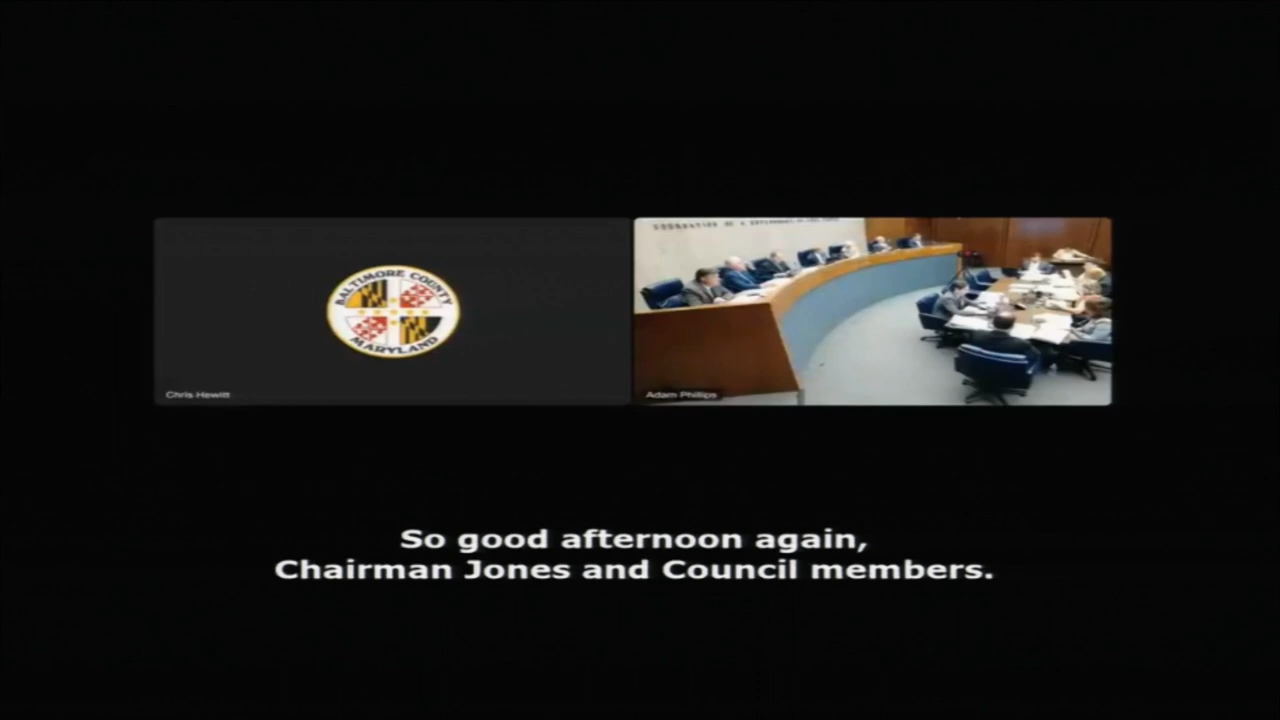 BALTIMORE COUNTY
MARYLAND
Chris Hewitt
Adam Phillips
So good afternoon again,
Chairman Jones and Council members.